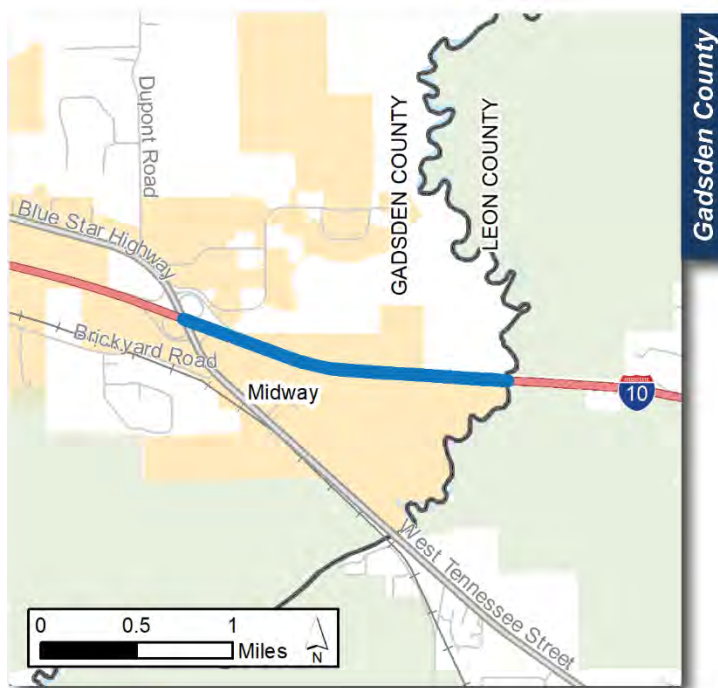 Gadsden County
Dupont Road
GADSDEN COUNTY
LEON COUNTY
Blue Star Highway
Brickyard Road
Midway
10
West Tennessee Street
0 0.5 1
Miles
N